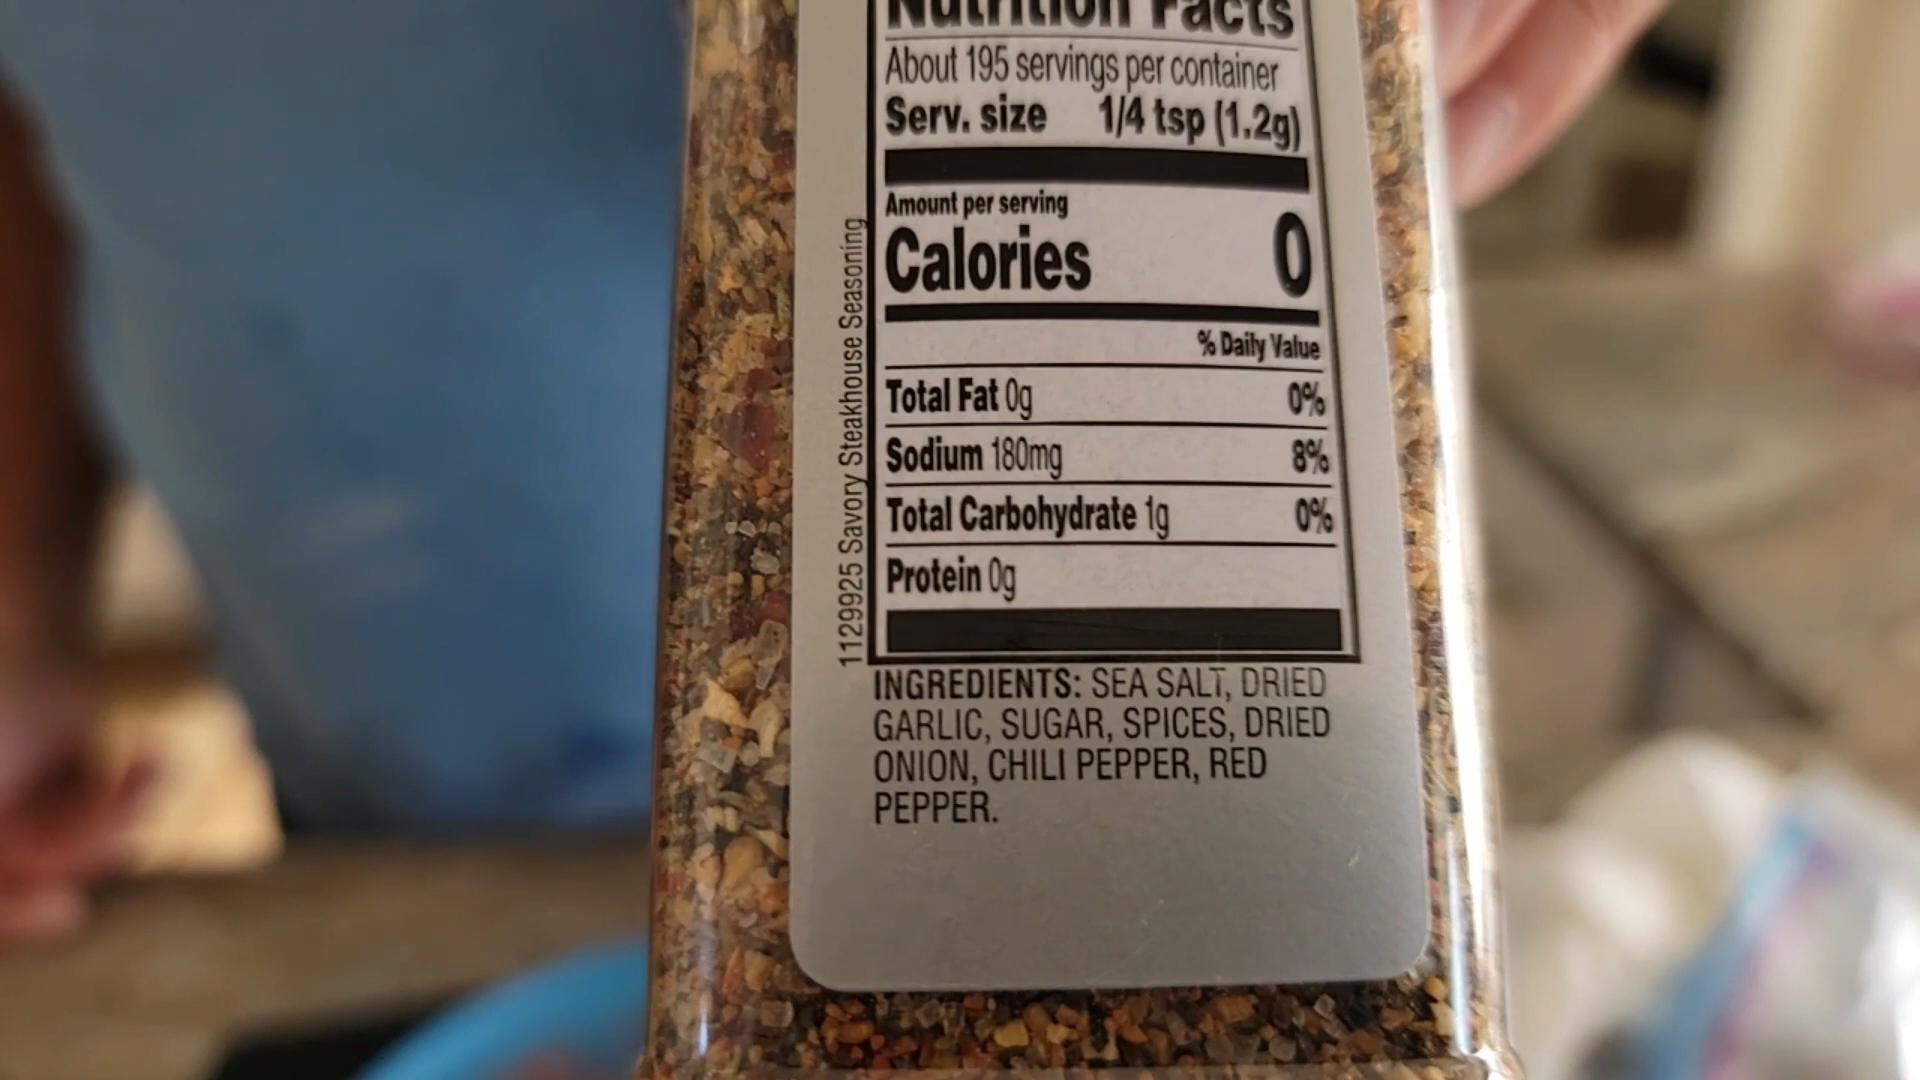 Nutrition Facts
About 195 servings per container
Serv. size 1/4 tsp (1.2g)
Amount per serving
Calories 0
% Daily Value
Total Fat 0g 0%
Sodium 180mg 8%
Total Carbohydrate 1g 0%
Protein 0g
1129925 Savory Steakhouse Seasoning
INGREDIENTS: SEA SALT, DRIED
GARLIC, SUGAR, SPICES, DRIED
ONION, CHILI PEPPER, RED
PEPPER.